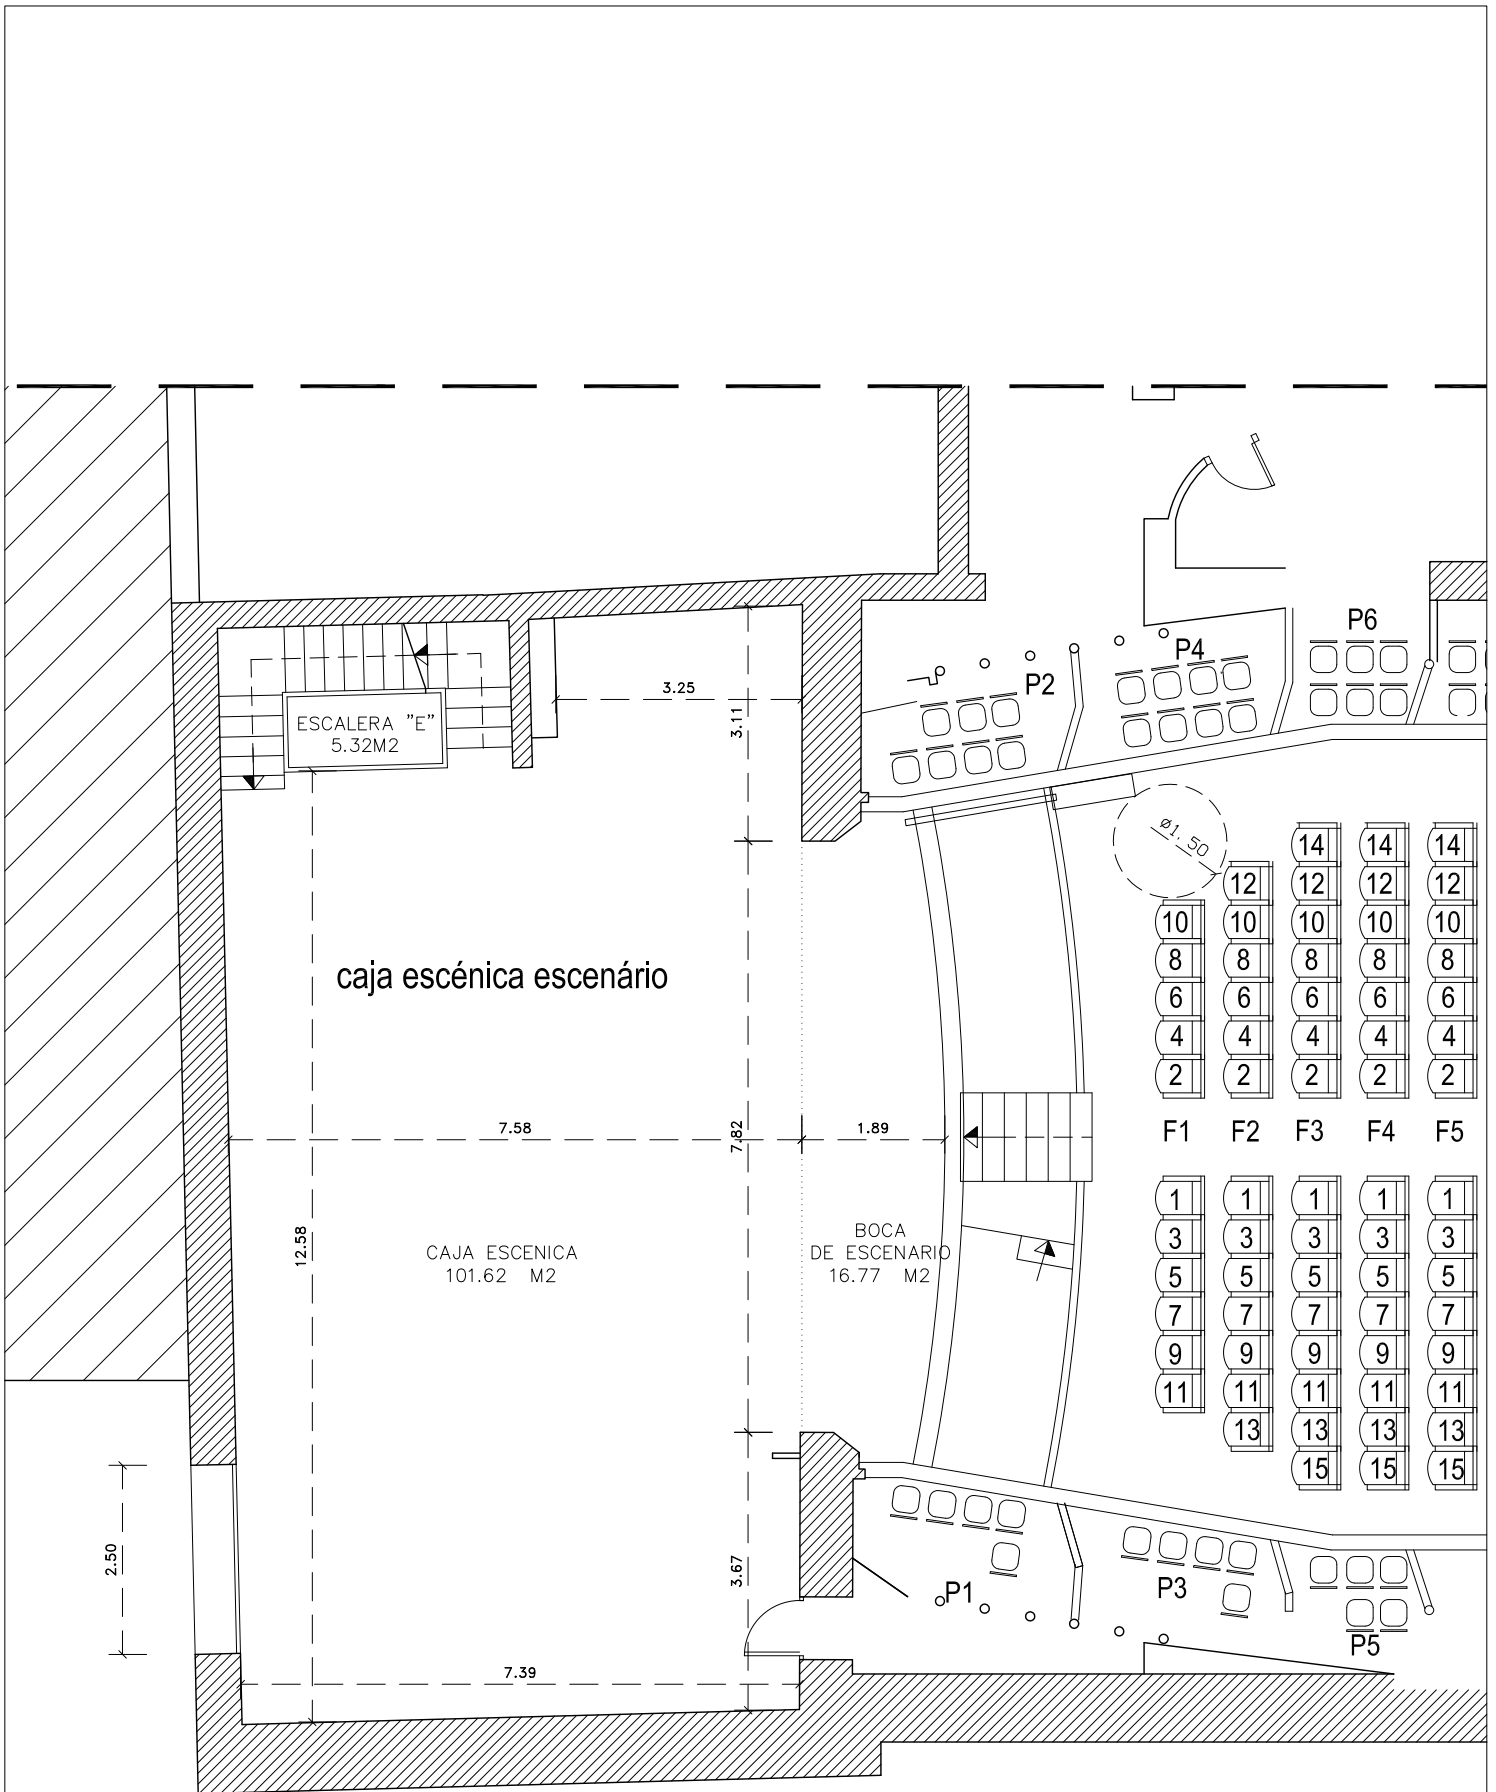 P6
P4
P2
3.25
3.11
ESCALERA "E"
5.32M2
ø1,50
14 14 14
12 12 12 12
10 10 10 10 10
8 8 8 8 8
6 6 6 6 6
4 4 4 4 4
2 2 2 2 2
caja escénica escenário
7.58
7.82
1.89
F1 F2 F3 F4 F5
1 1 1 1 1
3 3 3 3 3
5 5 5 5 5
7 7 7 7 7
9 9 9 9 9
11 11 11 11 11
13 13 13 13
15 15 15
12.58
CAJA ESCENICA
101.62 M2
BOCA
DE ESCENARIO
16.77 M2
2.50
3.67
7.39
P1
P3
P5